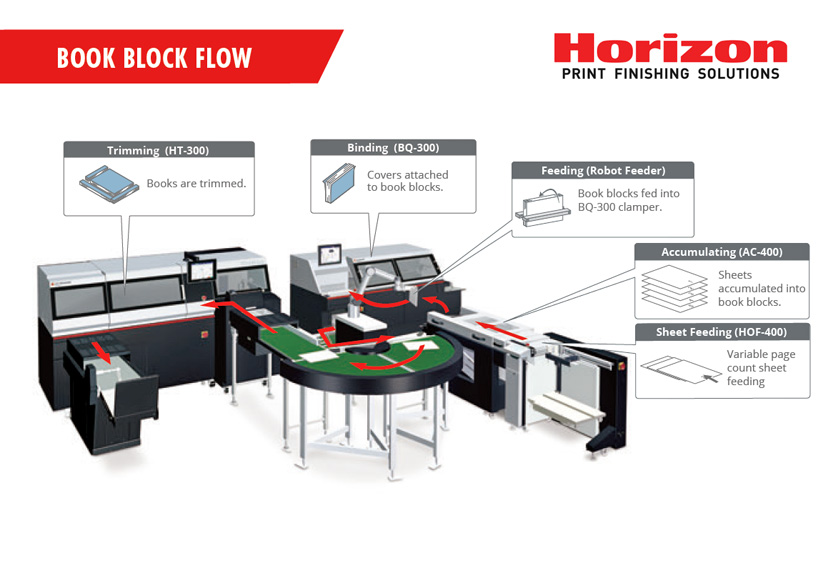 BOOK BLOCK FLOW
Horizon
PRINT FINISHING SOLUTIONS
Trimming (HT-300)
Books are trimmed.
Binding (BQ-300)
Covers attached
to book blocks.
Feeding (Robot Feeder)
Book blocks fed into
BQ-300 clamper.
Accumulating (AC-400)
Sheets
accumulated into
book blocks.
Sheet Feeding (HOF-400)
Variable page
count sheet
feeding